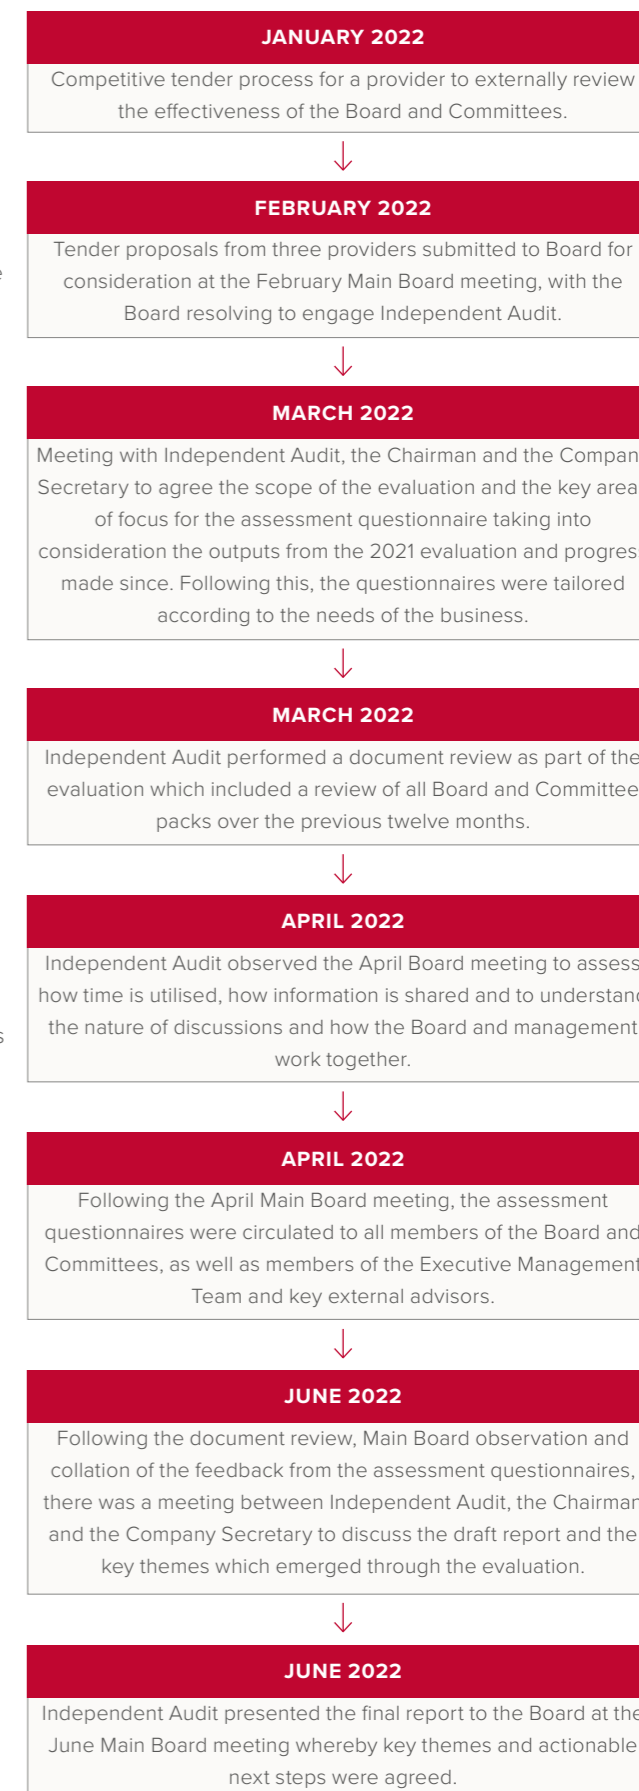 JANUARY 2022
Competitive tender process for a provider to externally review
the effectiveness of the Board and Committees.
FEBRUARY 2022
Tender proposals from three providers submitted to Board for
consideration at the February Main Board meeting, with the
Board resolving to engage Independent Audit.
MARCH 2022
Meeting with Independent Audit, the Chairman and the Compan
Secretary to agree the scope of the evaluation and the key area
of focus for the assessment questionnaire taking into
consideration the outputs from the 2021 evaluation and progres
made since. Following this, the questionnaires were tailored
according to the needs of the business.
MARCH 2022
Independent Audit performed a document review as part of the
evaluation which included a review of all Board and Committee
packs over the previous twelve months.
APRIL 2022
Independent Audit observed the April Board meeting to assess
how time is utilised, how information is shared and to understand
the nature of discussions and how the Board and management
work together.
APRIL 2022
Following the April Main Board meeting, the assessment
questionnaires were circulated to all members of the Board and
Committees, as well as members of the Executive Management
Team and key external advisors.
JUNE 2022
Following the document review, Main Board observation and
collation of the feedback from the assessment questionnaires,
there was a meeting between Independent Audit, the Chairman
and the Company Secretary to discuss the draft report and the
key themes which emerged through the evaluation.
JUNE 2022
Independent Audit presented the final report to the Board at the
June Main Board meeting whereby key themes and actionable
next steps were agreed.